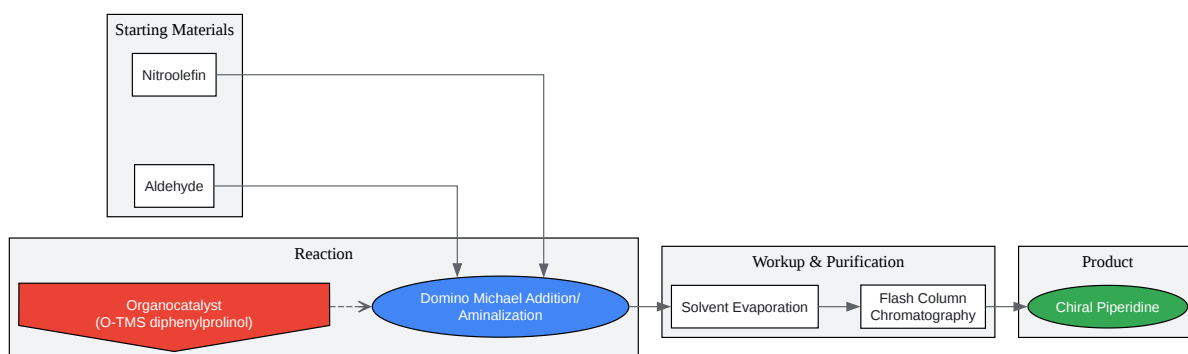 Starting Materials
Nitroolefin
Aldehyde
Reaction
Organocatalyst
(O-TMS diphenylprolinol)
Domino Michael Addition/
Aminalization
Workup & Purification
Solvent Evaporation
Flash Column
Chromatography
Product
Chiral Piperidine